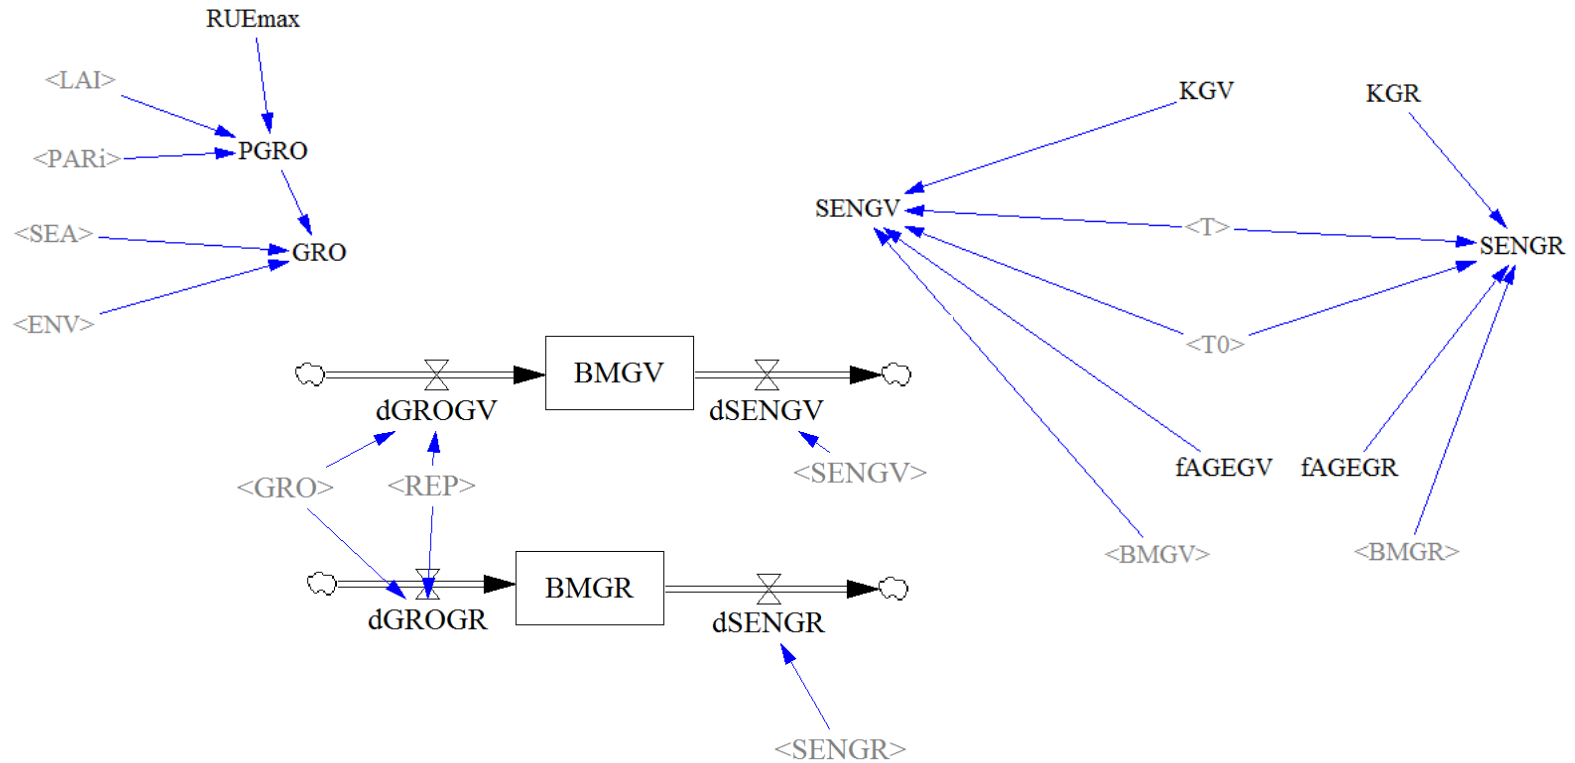 RUEmax
<LAI>
<PARi>
PGRO
<SEA>
GRO
<ENV>
KGV
KGR
SENGV
<T>
SENGR
<T0>
BMGV
dGROGV
dSENGV
<GRO>
<REP>
<SENGV>
fAGEGV
fAGEGR
<BMGV>
<BMGR>
BMGR
dGROGR
dSENGR
<SENGR>